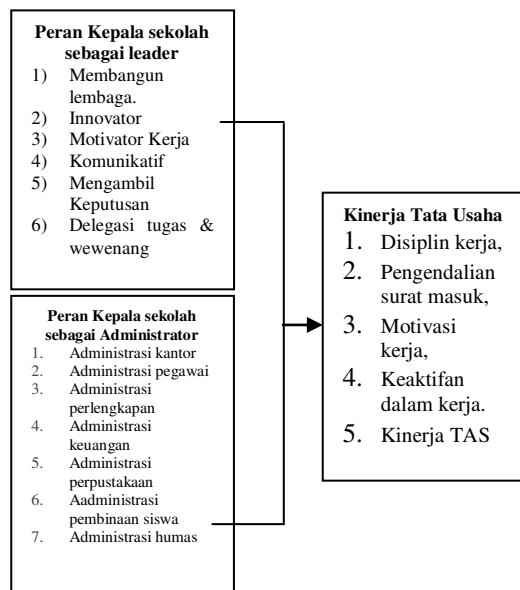 Peran Kepala sekolah
sebagai leader
1) Membangun
lembaga.
2) Innovator
3) Motivator Kerja
4) Komunikatif
5) Mengambil
Keputusan
6) Delegasi tugas &
wewenang
Peran Kepala sekolah
sebagai Administrator
1. Administrasi kantor
2. Administrasi pegawai
3. Administrasi
perlengkapan
4. Administrasi
keuangan
5. Administrasi
perpustakaan
6. Aadministrasi
pembinaan siswa
7. Administrasi humas
Kinerja Tata Usaha
1. Disiplin kerja,
2. Pengendalian
surat masuk,
3. Motivasi
kerja,
4. Keaktifan
dalam kerja.
5. Kinerja TAS